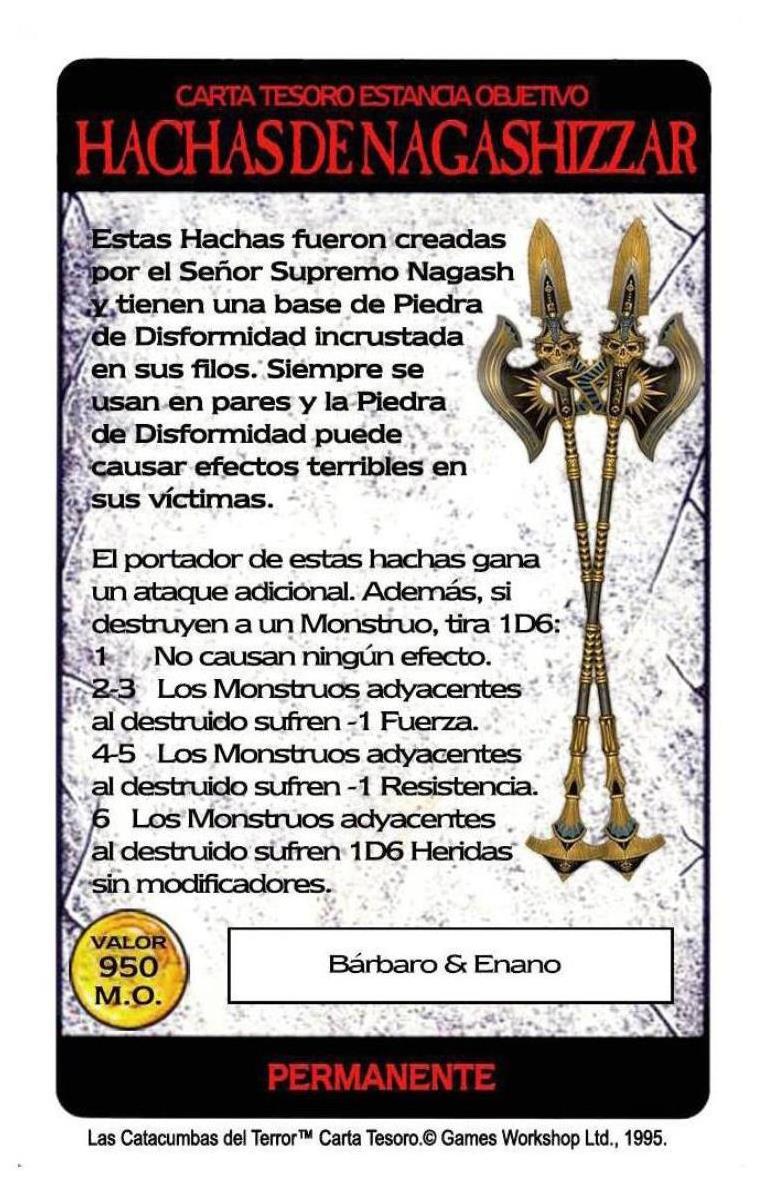 CARTA TESORO ESTANCIA OBJETIVO
HACHAS DE NAGASHIZZAR
Estas Hachas fueron creadas
por el Señor Supremo Nagash
y tienen una base de Piedra
de Disformidad incrustada
en sus filos. Siempre se
usan en pares y la Piedra
de Disformidad puede
causar efectos terribles en
sus víctimas.
El portador de estas hachas gana
un ataque adicional. Además, si
destruyen a un Monstruo, tira 1D6:
1 No causan ningún efecto.
2-3 Los Monstruos adyacentes
al destruido sufren -1 Fuerza.
4-5 Los Monstruos adyacentes
al destruido sufren -1 Resistencia.
6 Los Monstruos adyacentes
al destruido sufren 1D6 Heridas
sin modificadores.
VALOR
950
M.O.
Bárbaro & Enano
PERMANENTE
Las Catacumbas del Terror™ Carta Tesoro.© Games Workshop Ltd., 1995.